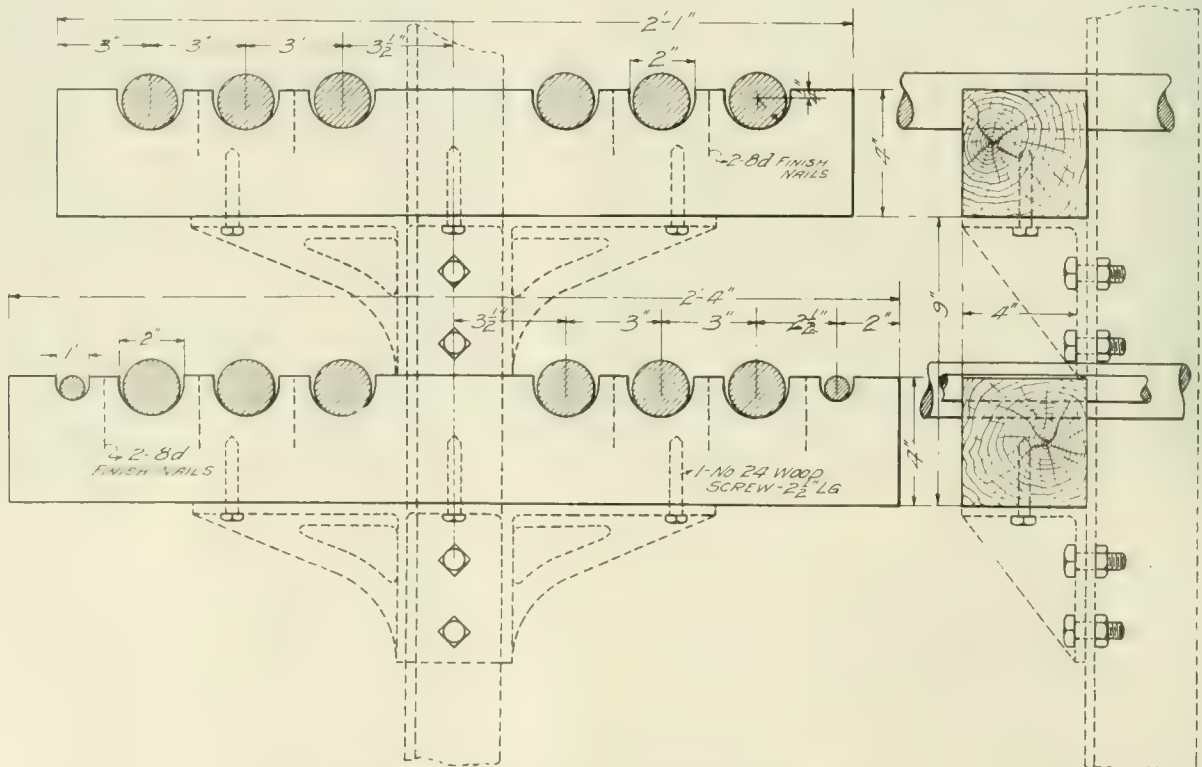 2'-1"
3" 3" 3' 3½"
2"
4"
2-8d FINISH
NAILS
2'-4"
3½" 3" 3" 2½" 2"
9"
4"
1' 2"
4"
2-8d
FINISH NAILS
1-No 24 WOOD
SCREW-2½" LG